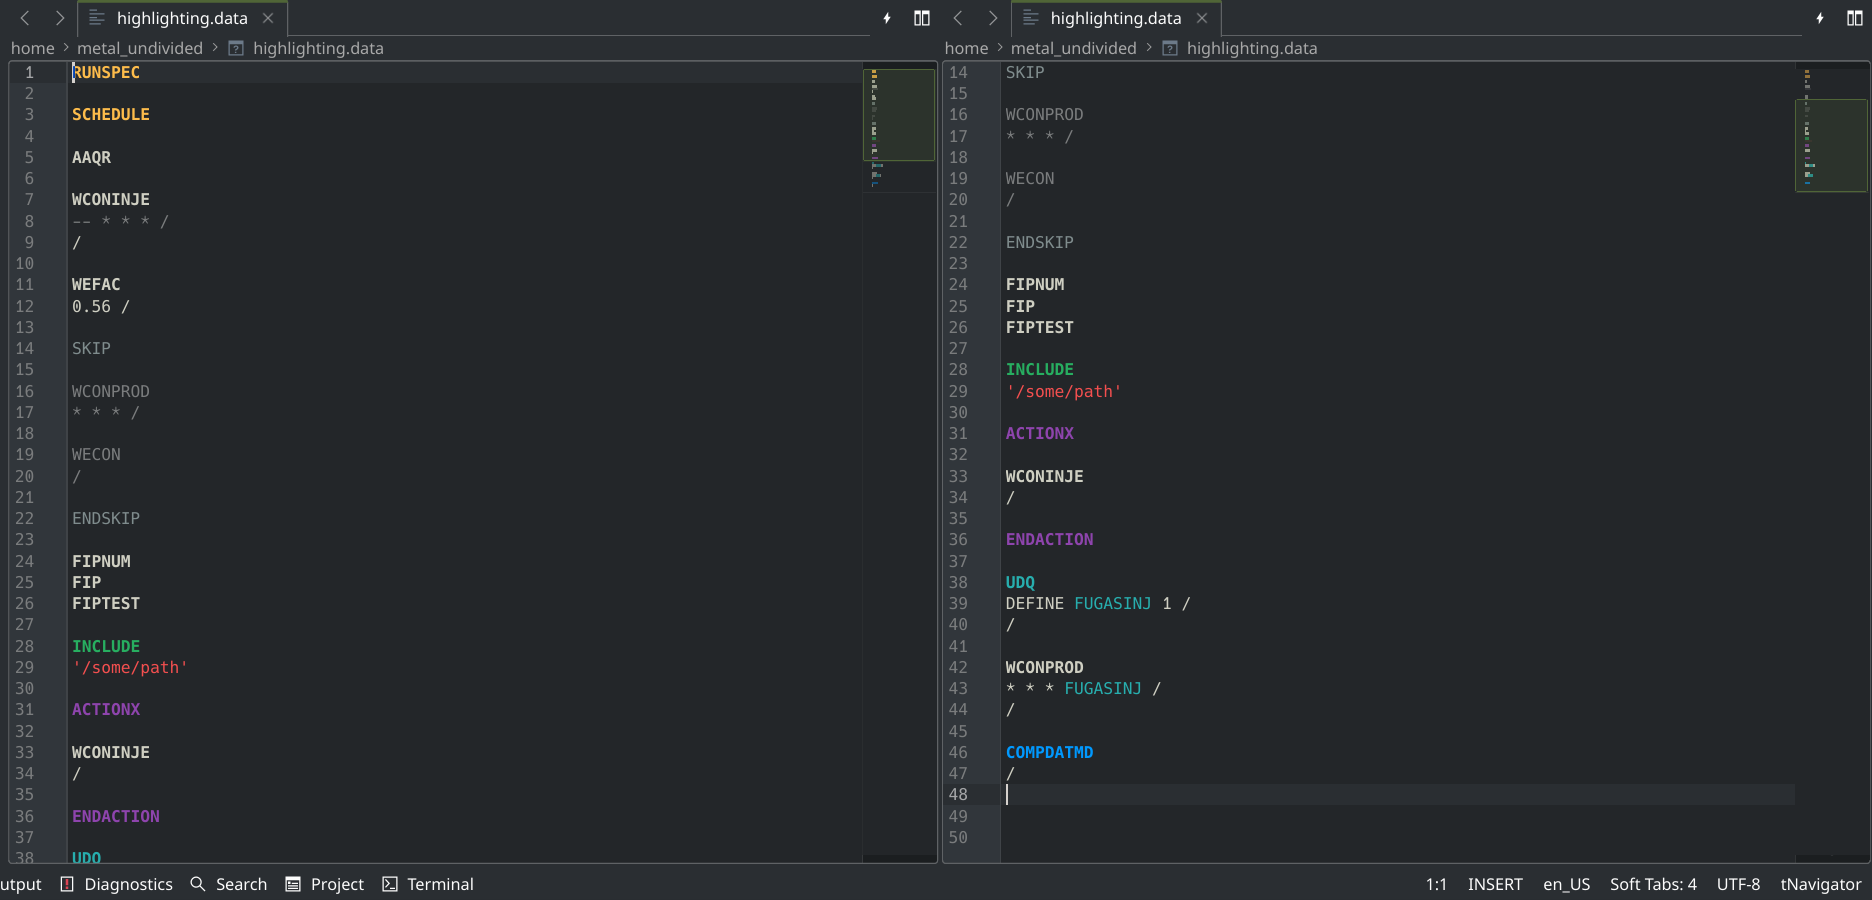 highlighting.data
home > metal_undivided > highlighting.data
1 RUNSPEC
2
3 SCHEDULE
4
5 AAQR
6
7 WCONINJE
8 -- * * * /
9 /
10
11 WEFAC
12 0.56 /
13
14 SKIP
15
16 WCONPROD
17 * * * /
18
19 WECON
20 /
21
22 ENDSKIP
23
24 FIPNUM
25 FIP
26 FIPTEST
27
28 INCLUDE
29 '/some/path'
30
31 ACTIONX
32
33 WCONINJE
34 /
35
36 ENDACTION
37
38 UDQ
highlighting.data
home > metal_undivided > highlighting.data
14 SKIP
15
16 WCONPROD
17 * * * /
18
19 WECON
20 /
21
22 ENDSKIP
23
24 FIPNUM
25 FIP
26 FIPTEST
27
28 INCLUDE
29 '/some/path'
30
31 ACTIONX
32
33 WCONINJE
34 /
35
36 ENDACTION
37
38 UDQ
39 DEFINE FUGASINJ 1 /
40 /
41
42 WCONPROD
43 * * * FUGASINJ /
44 /
45
46 COMPDATMD
47 /
48
49
50
utput Diagnostics Search Project Terminal 1:1 INSERT en_US Soft Tabs: 4 UTF-8 tNavigator